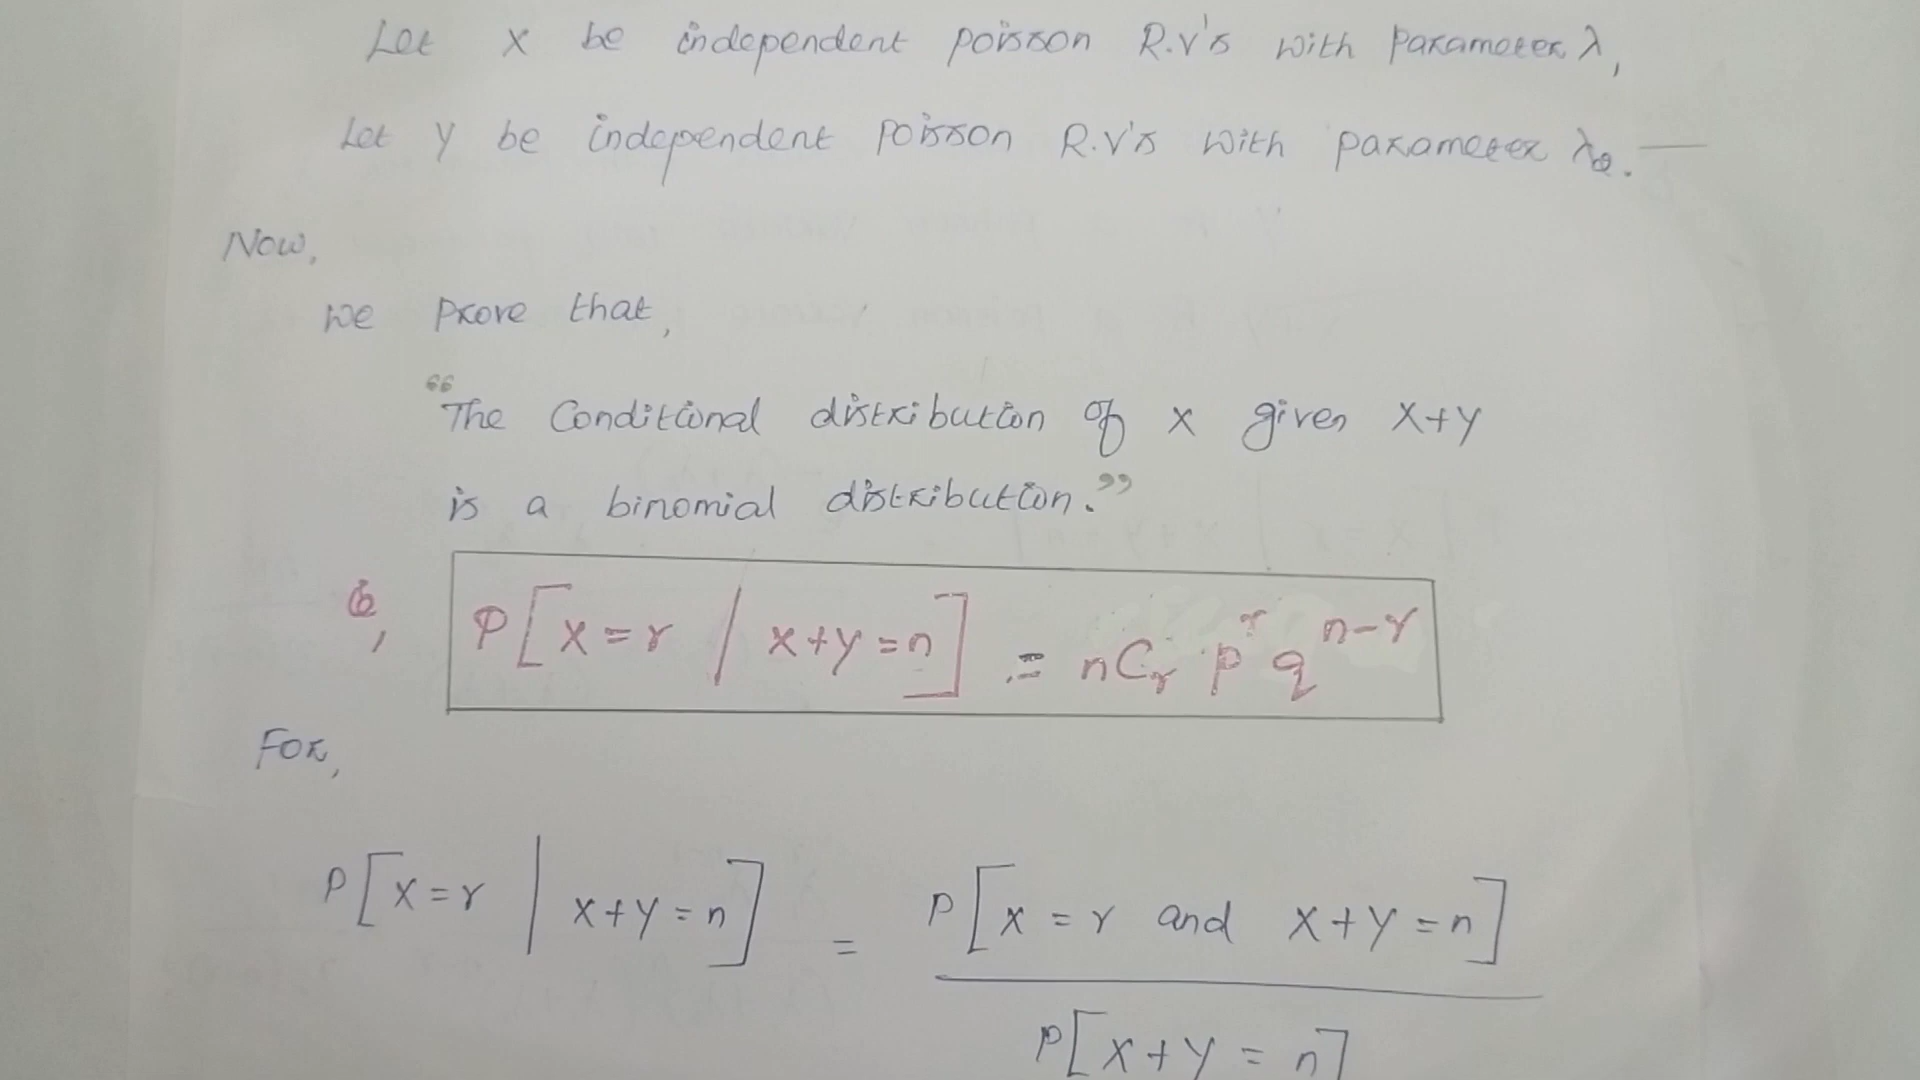 Let X be independent poisson R.V's with parameter λ,
Let y be independent poisson R.V's with parameter λ₂.
Now,
we prove that,
"The Conditional distribution of X given X+Y
is a binomial distribution."
P[X=r / X+Y=n] = nCr p^r q^{n-r}
For,
P[X=r | X+Y=n] = P[X=r and X+Y=n]
P[X+Y=n]